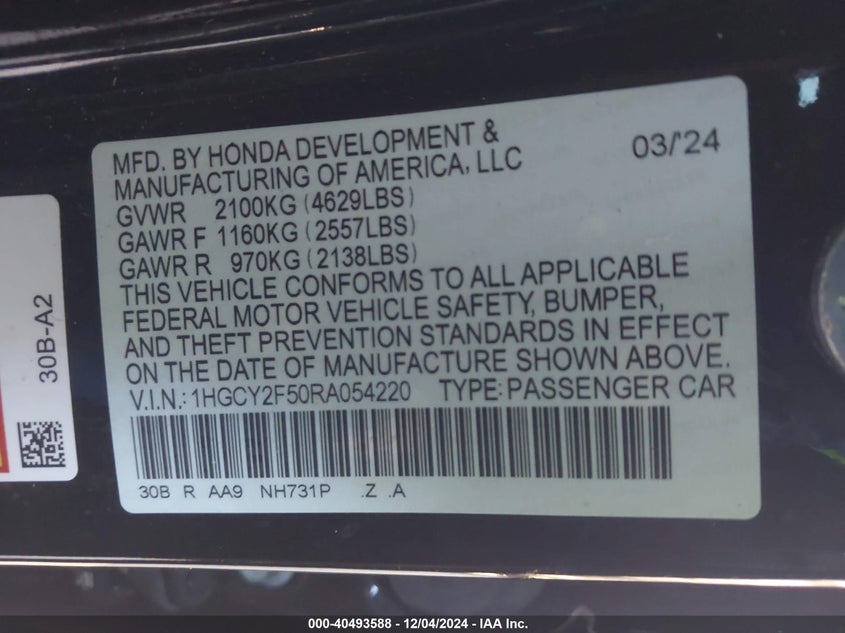 MFD. BY HONDA DEVELOPMENT & 03/'24
MANUFACTURING OF AMERICA, LLC
GVWR 2100KG (4629LBS)
GAWR F 1160KG (2557LBS)
GAWR R 970KG (2138LBS)
THIS VEHICLE CONFORMS TO ALL APPLICABLE
FEDERAL MOTOR VEHICLE SAFETY, BUMPER,
AND THEFT PREVENTION STANDARDS IN EFFECT
ON THE DATE OF MANUFACTURE SHOWN ABOVE.
V.I.N.: 1HGCY2F50RA054220 TYPE: PASSENGER CAR
30B R AA9 NH731P .Z .A
30B-A2
000-40493588 - 12/04/2024 - IAA Inc.